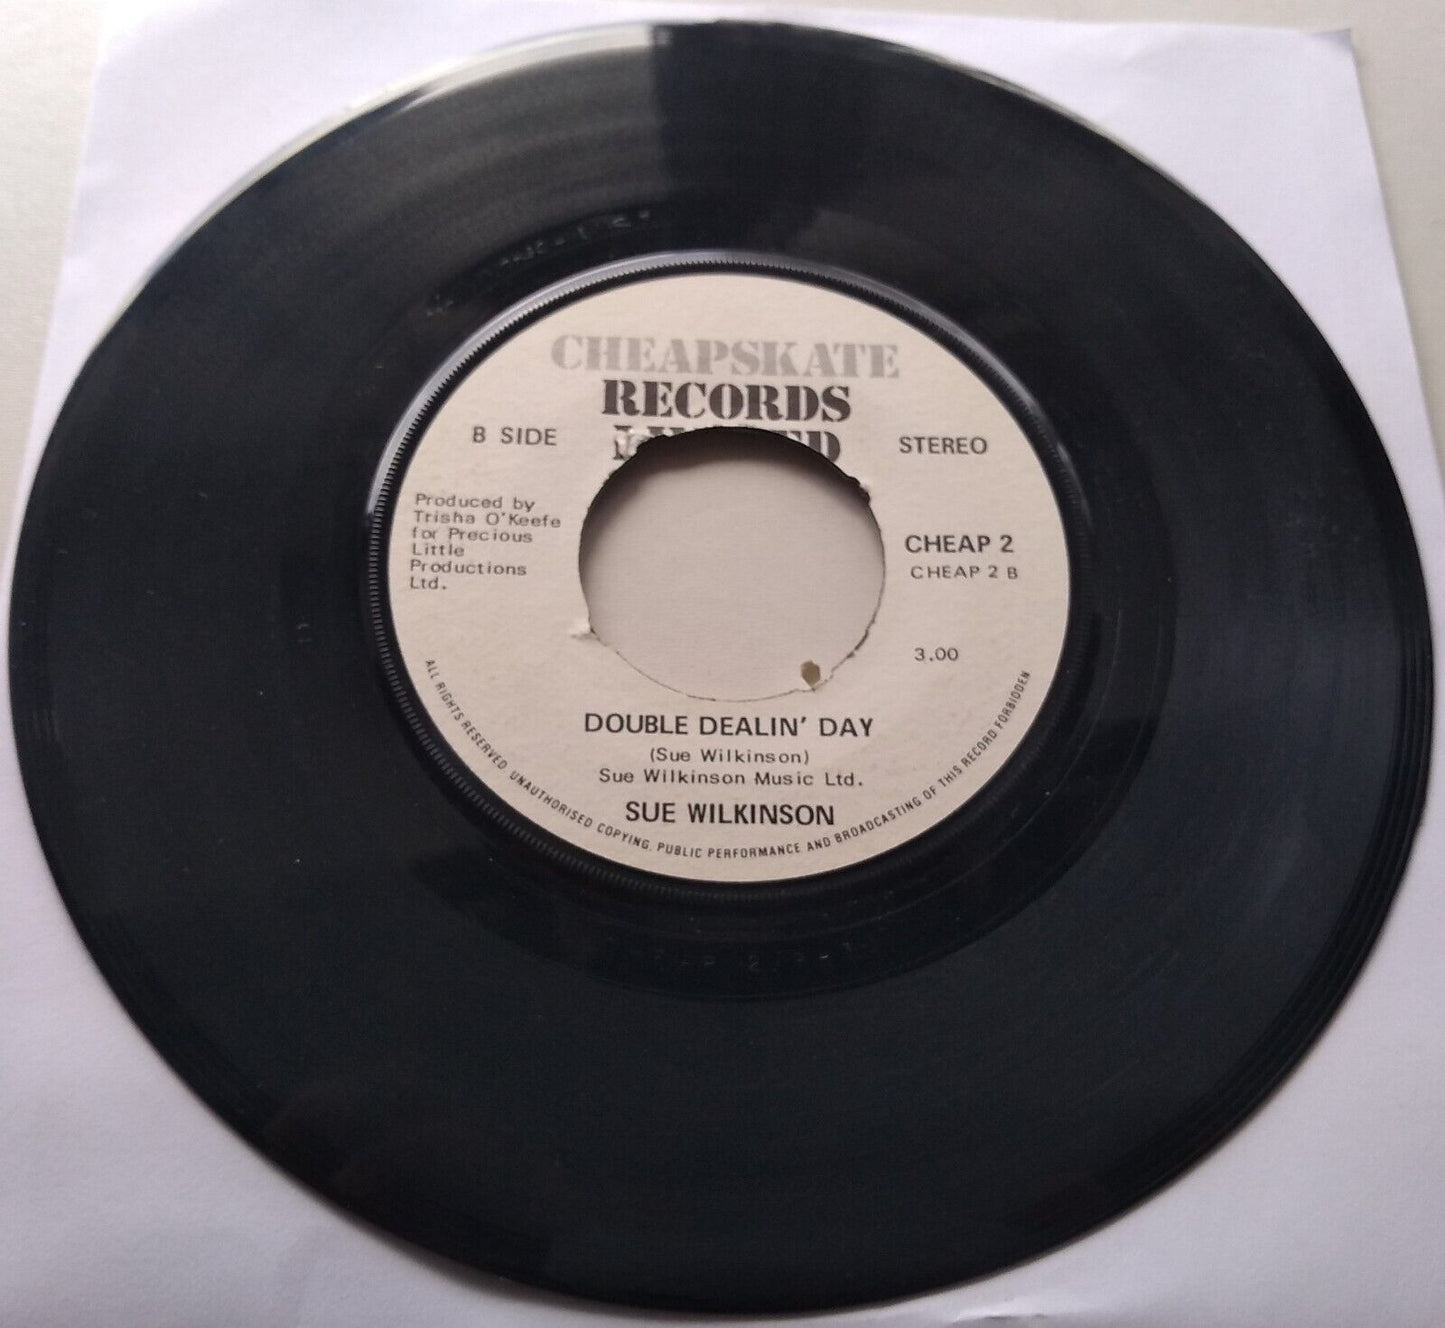 CHEAPSKATE
RECORDS
B SIDE
STEREO
Produced by
Trisha O'Keefe
for Precious
Little
Productions
Ltd.
CHEAP 2
CHEAP 2 B
3.00
DOUBLE DEALIN' DAY
(Sue Wilkinson)
Sue Wilkinson Music Ltd.
SUE WILKINSON
ALL RIGHTS RESERVED. UNAUTHORISED COPYING, PUBLIC PERFORMANCE AND BROADCASTING OF THIS RECORD FORBIDDEN